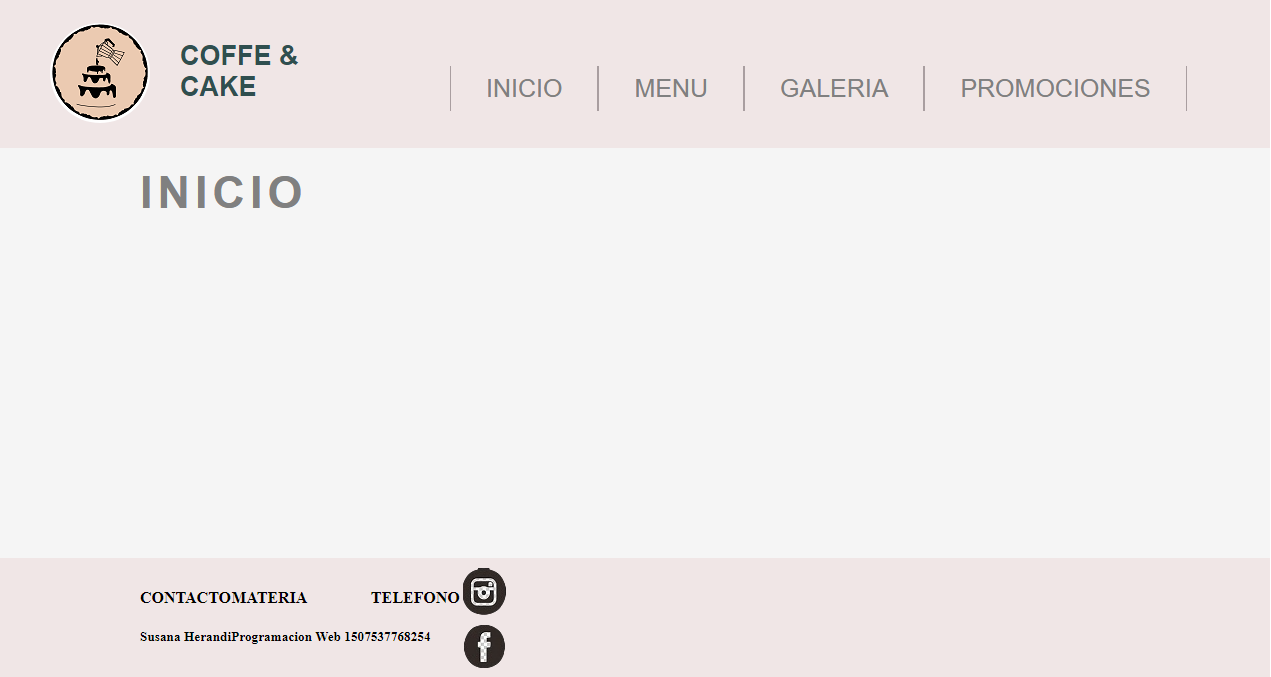 COFFE &
CAKE
INICIO
MENU
GALERIA
PROMOCIONES
INICIO
CONTACTOMATERIA TELEFONO
Susana HerandiProgramacion Web 1507537768254